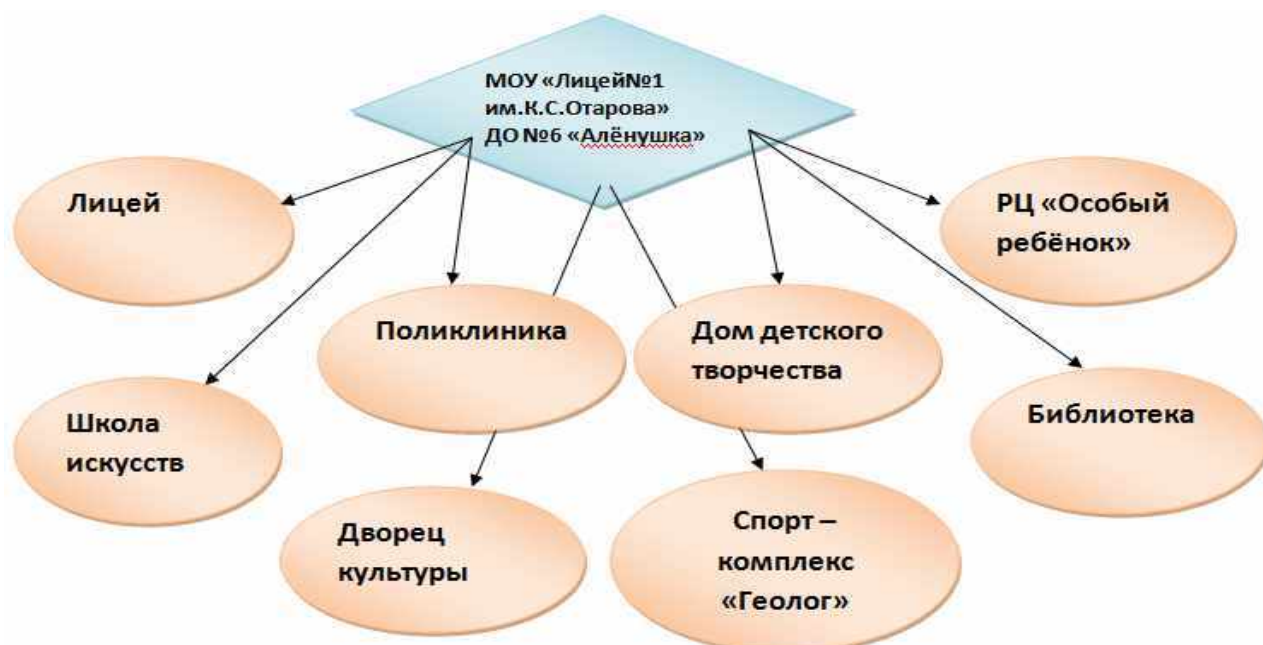 МОУ «Лицей№1
им.К.С.Отарова»
ДО №6 «Алёнушка»
Лицей
РЦ «Особый
ребёнок»
Поликлиника
Дом детского
творчества
Школа
искусств
Библиотека
Дворец
культуры
Спорт –
комплекс
«Геолог»